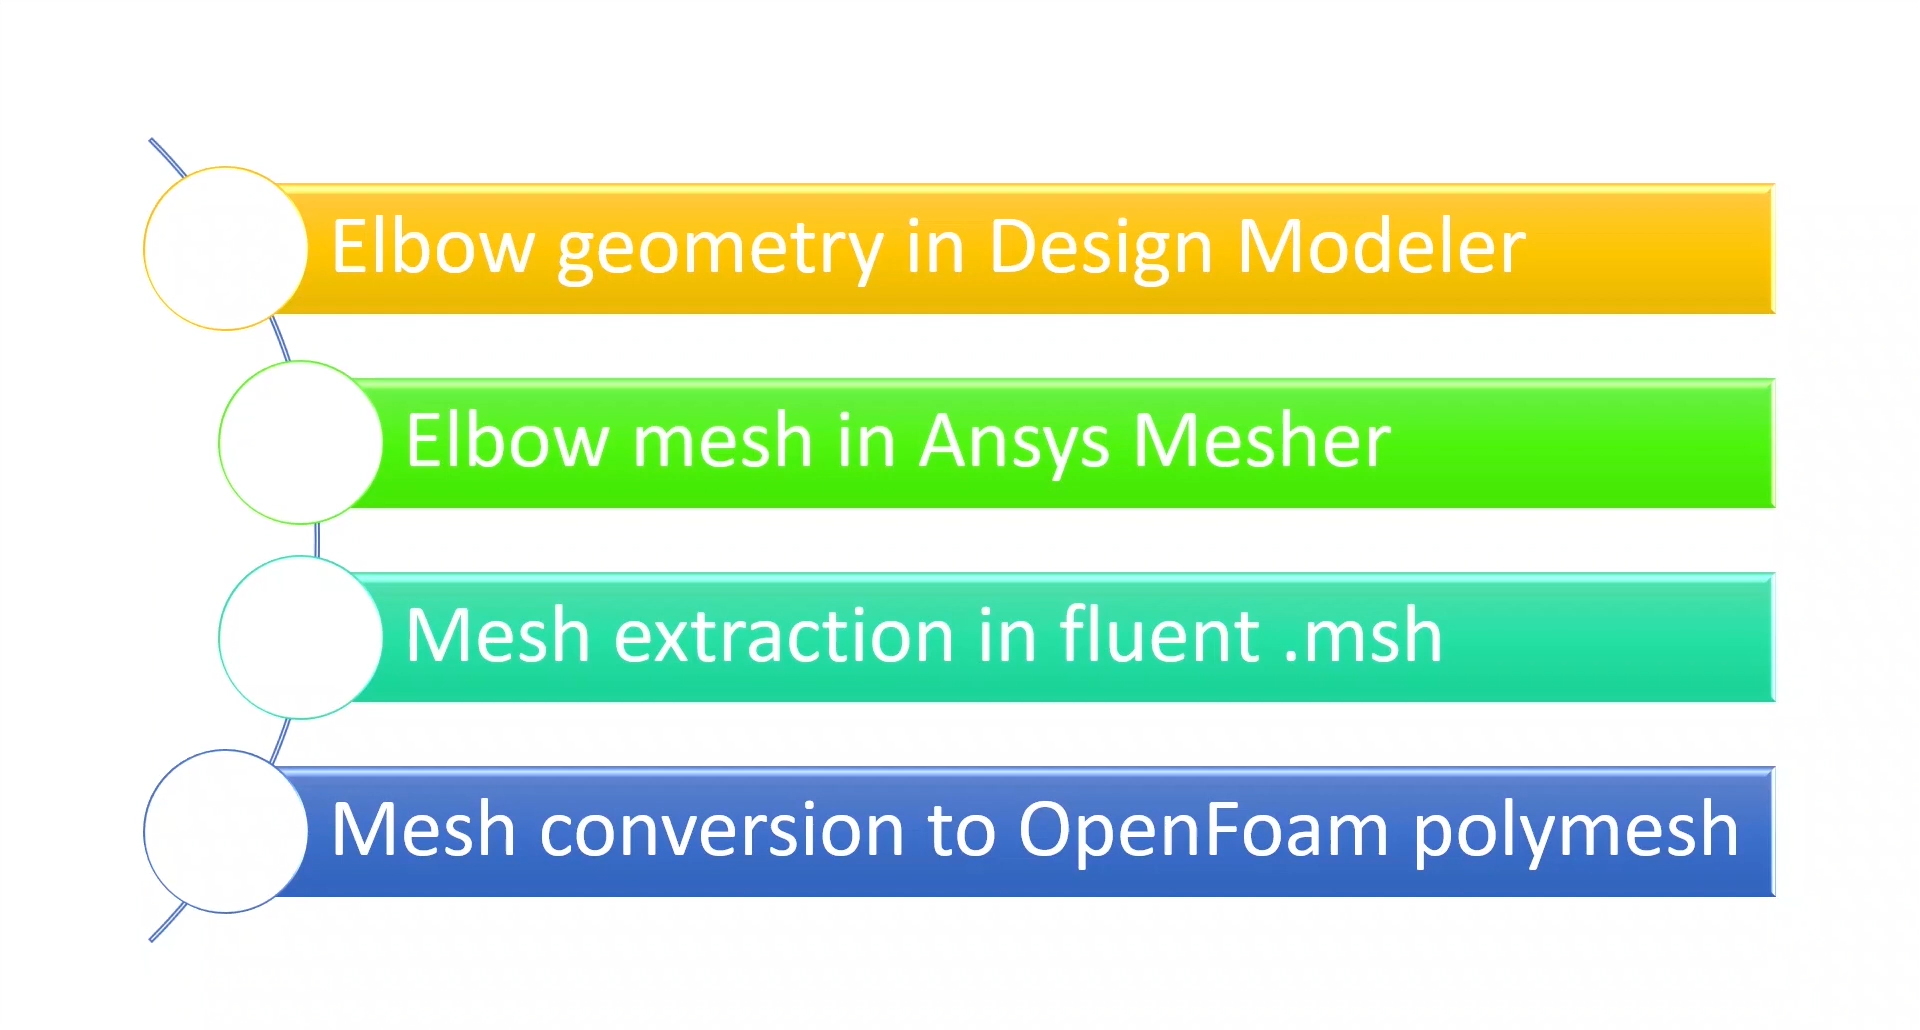 Elbow geometry in Design Modeler
Elbow mesh in Ansys Mesher
Mesh extraction in fluent .msh
Mesh conversion to OpenFoam polymesh